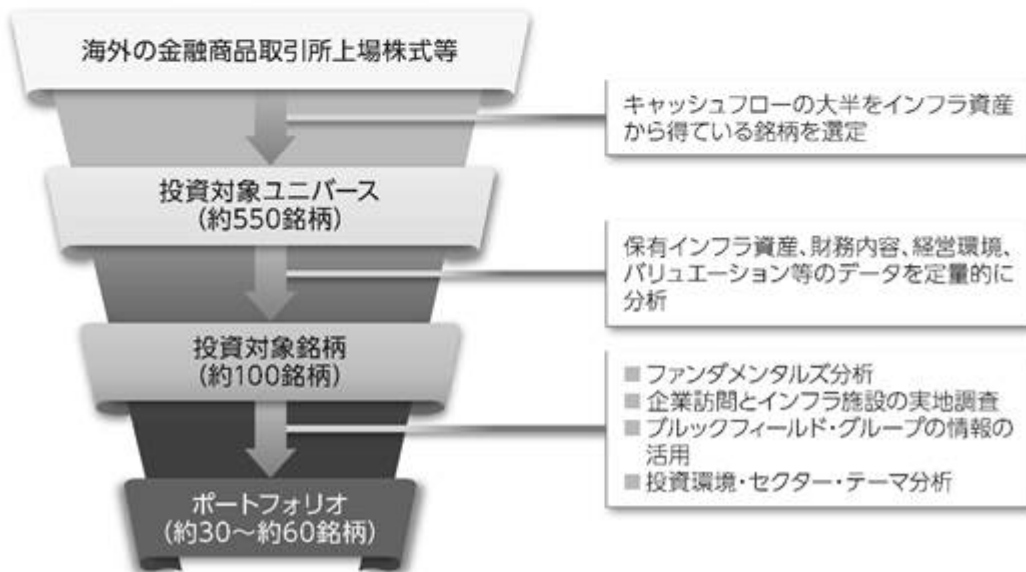 海外の金融商品取引所上場株式等
キャッシュフローの大半をインフラ資産
から得ている銘柄を選定
投資対象ユニバース
(約550銘柄)
保有インフラ資産、財務内容、経営環境、
バリュエーション等のデータを定量的に
分析
投資対象銘柄
(約100銘柄)
■ファンダメンタルズ分析
■企業訪問とインフラ施設の実地調査
■ブルックフィールド・グループの情報の
活用
■投資環境・セクター・テーマ分析
ポートフォリオ
(約30～約60銘柄)